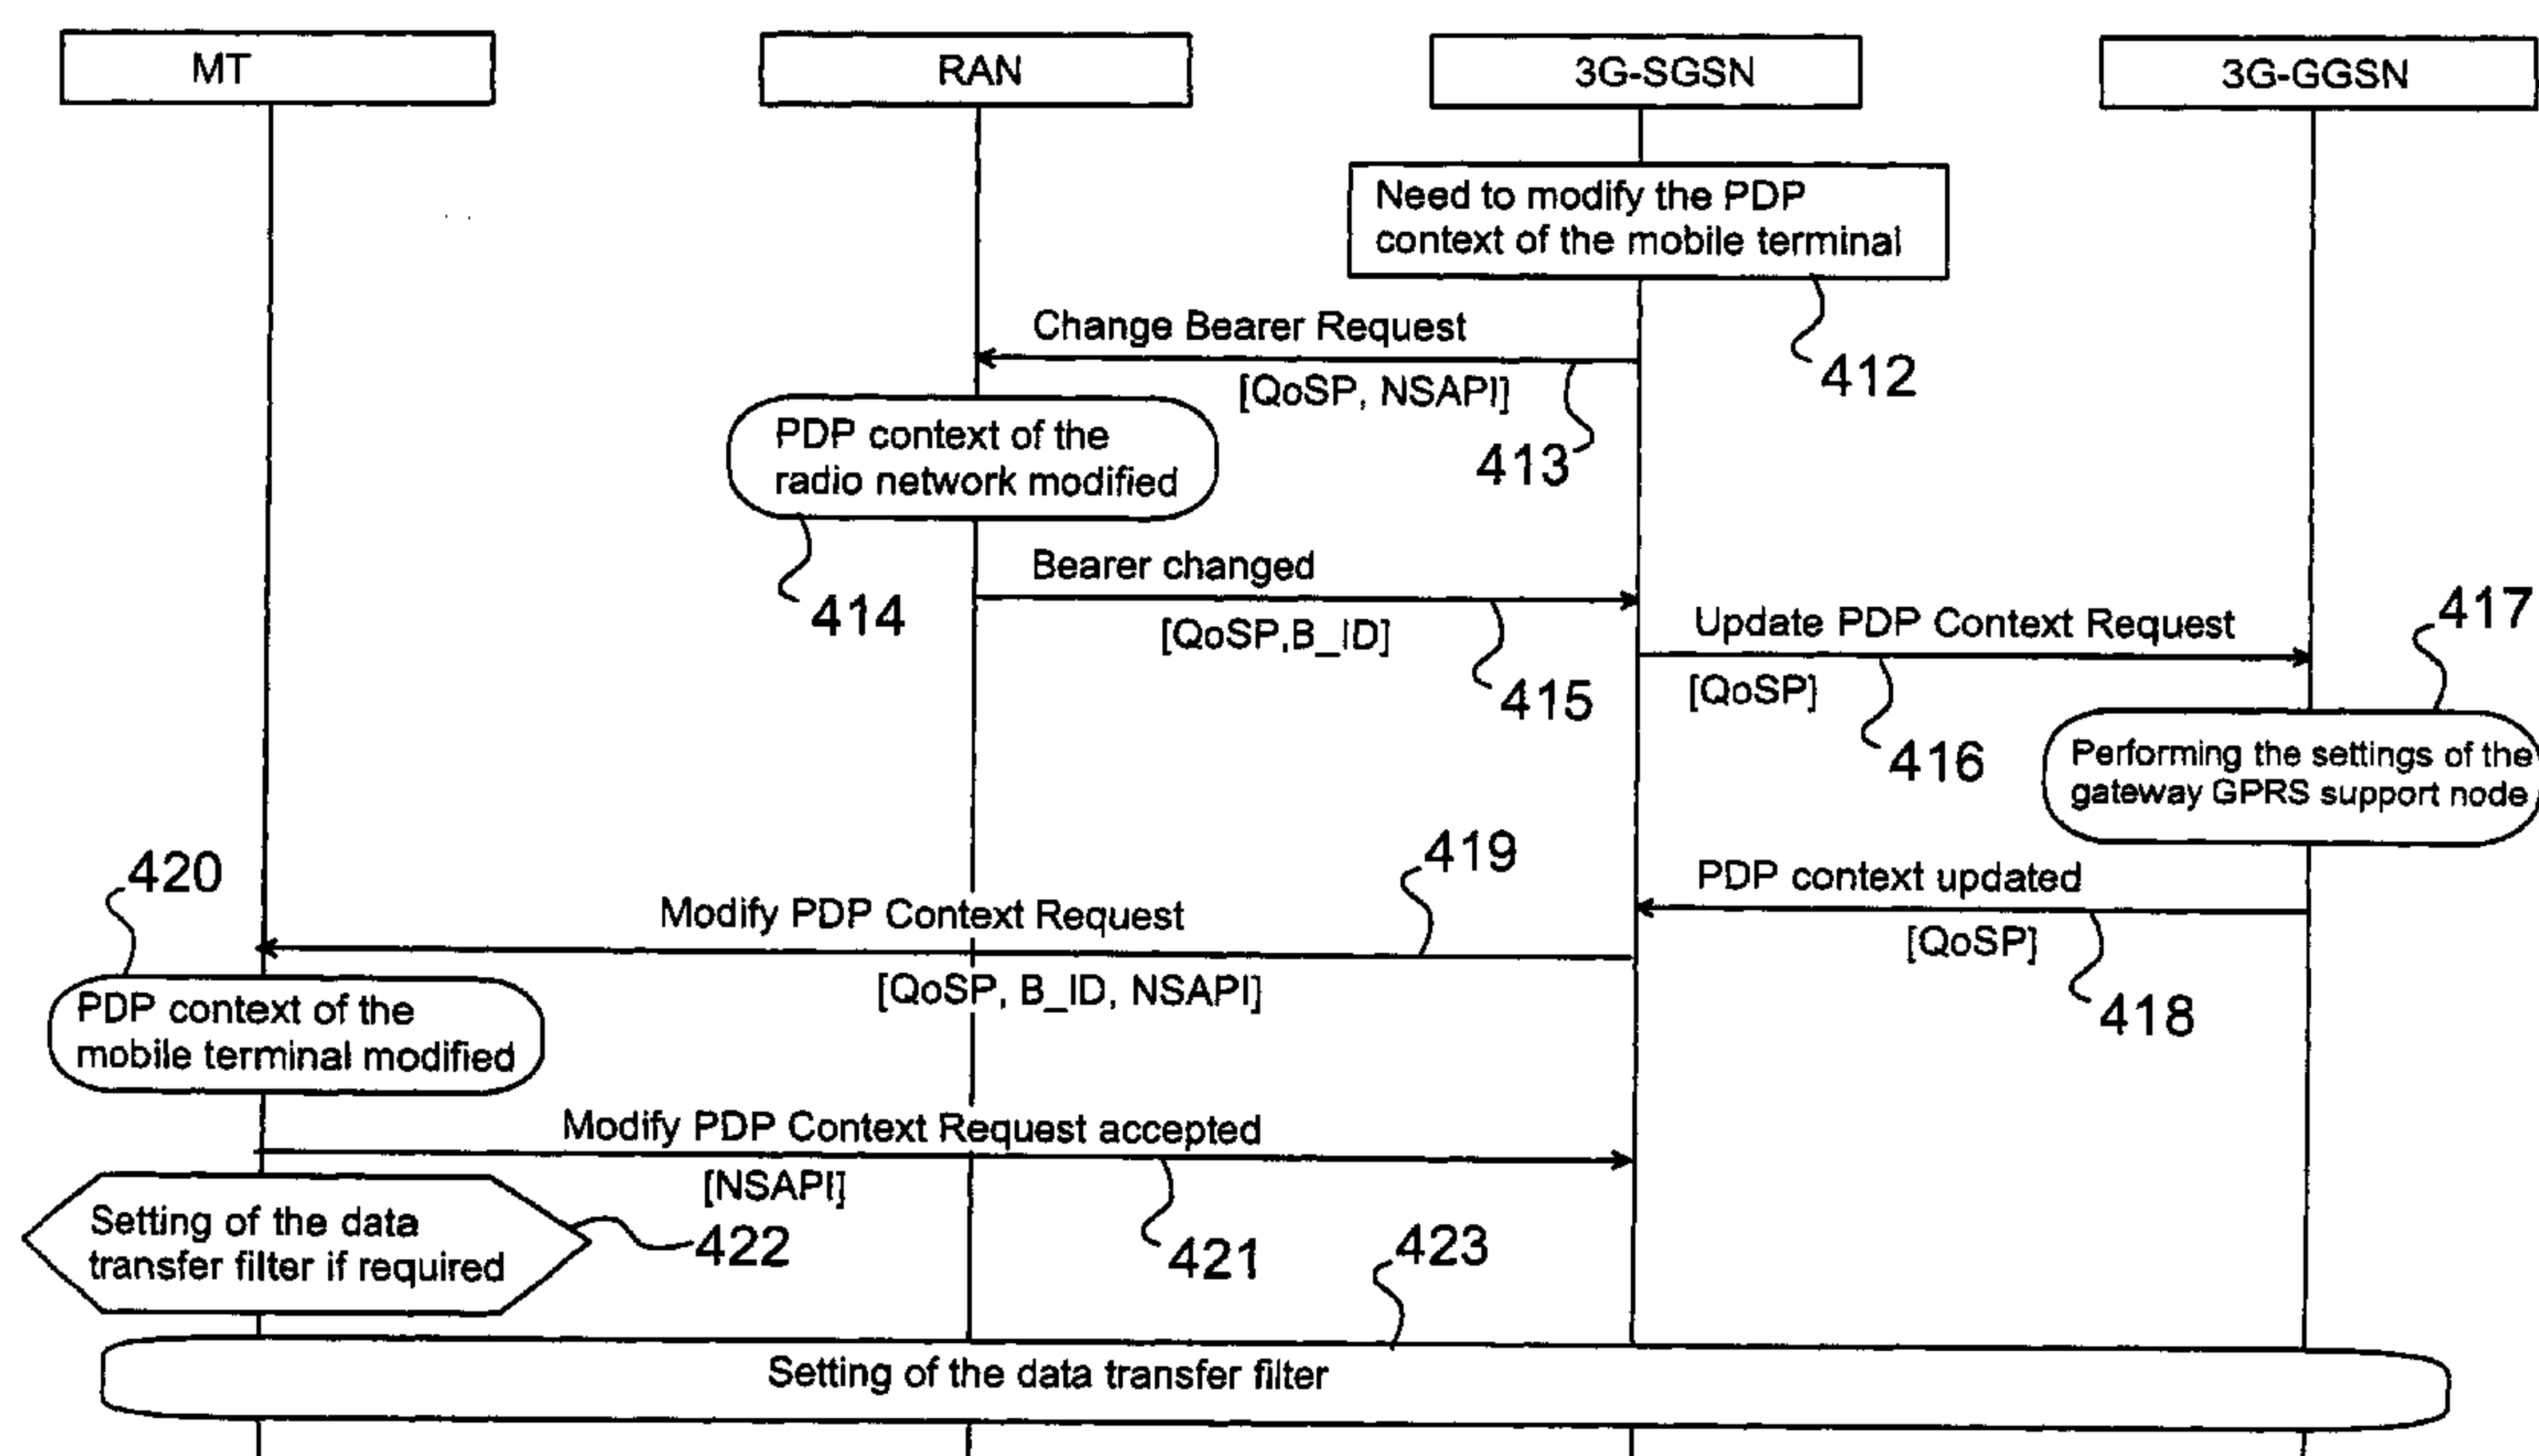 MT
RAN
3G-SGSN
3G-GGSN
Need to modify the PDP
context of the mobile terminal
412
Change Bearer Request
[QoSP, NSAPI]
413
PDP context of the
radio network modified
414
Bearer changed
[QoSP,B_ID]
415
Update PDP Context Request
[QoSP]
416
417
Performing the settings of the
gateway GPRS support node
PDP context updated
[QoSP]
418
419
Modify PDP Context Request
[QoSP, B_ID, NSAPI]
420
PDP context of the
mobile terminal modified
Modify PDP Context Request accepted
[NSAPI]
421
Setting of the data
transfer filter if required
422
423
Setting of the data transfer filter